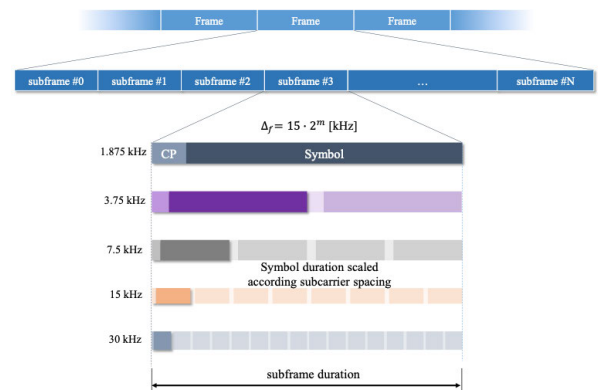 Frame Frame Frame
subframe #0 subframe #1 subframe #2 subframe #3 … subframe #N
Δf = 15 · 2^m [kHz]
1.875 kHz CP Symbol
3.75 kHz
7.5 kHz
Symbol duration scaled
according subcarrier spacing
15 kHz
30 kHz
subframe duration